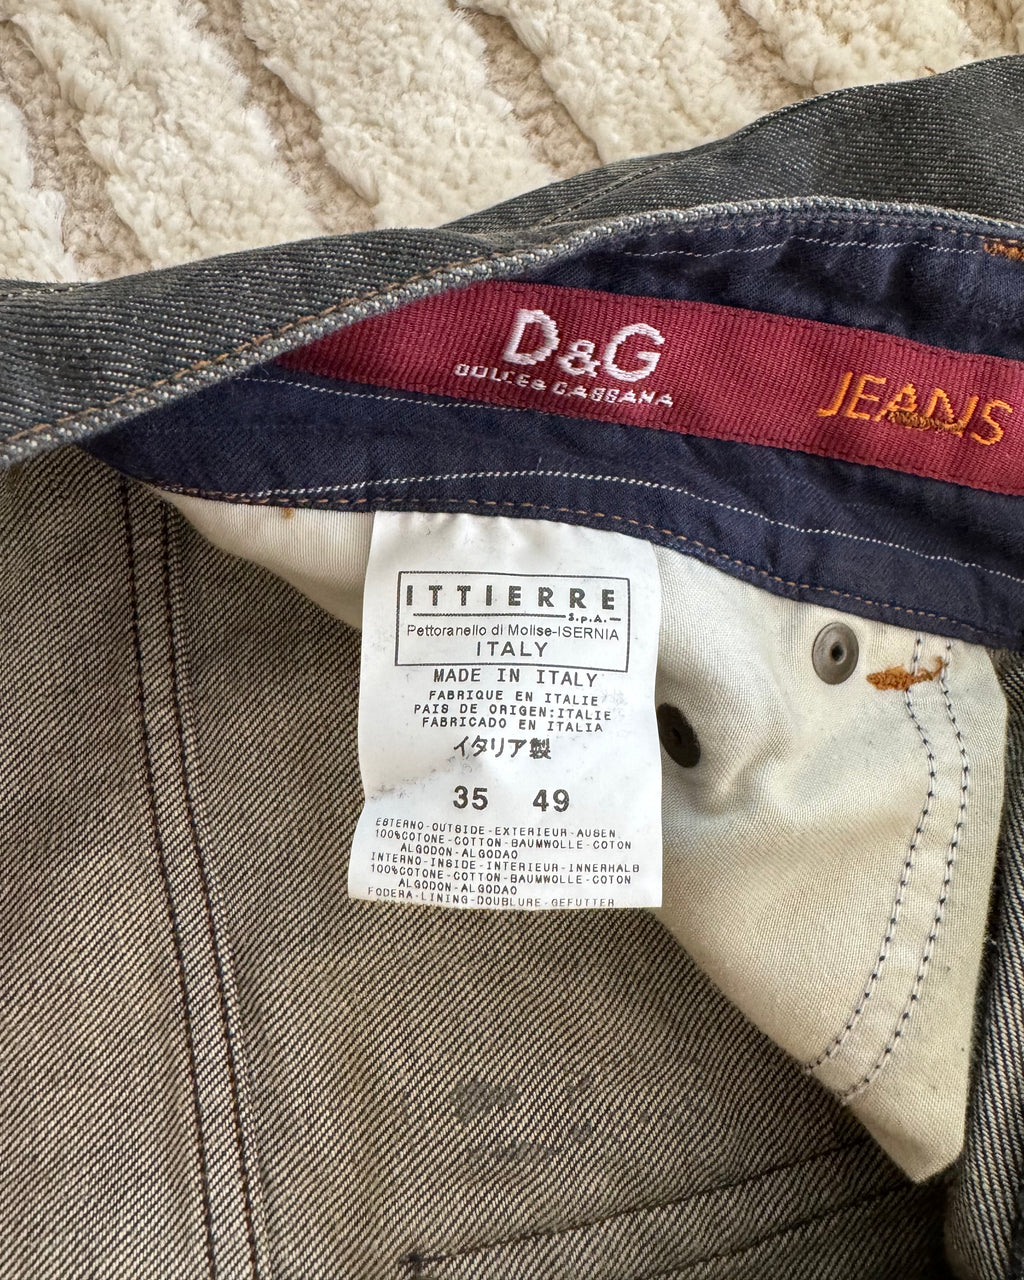 D&G
DOLCE & GABBANA
JEANS
ITTIERRE
S.p.A.
Pettoranello di Molise-ISERNIA
ITALY
MADE IN ITALY
FABRIQUE EN ITALIE
PAIS DE ORIGEN:ITALIE
FABRICADO EN ITALIA
イタリア製
35 49
ESTERNO-OUTSIDE-EXTERIEUR-AUSEN
100%COTONE-COTTON-BAUMWOLLE-COTON
ALGODON-ALGODAO
INTERNO-INSIDE-INTERIEUR-INNERHALB
100%COTONE-COTTON-BAUMWOLLE-COTON
ALGODON-ALGODAO
FODERA-LINING-DOUBLURE-GEFUTTER